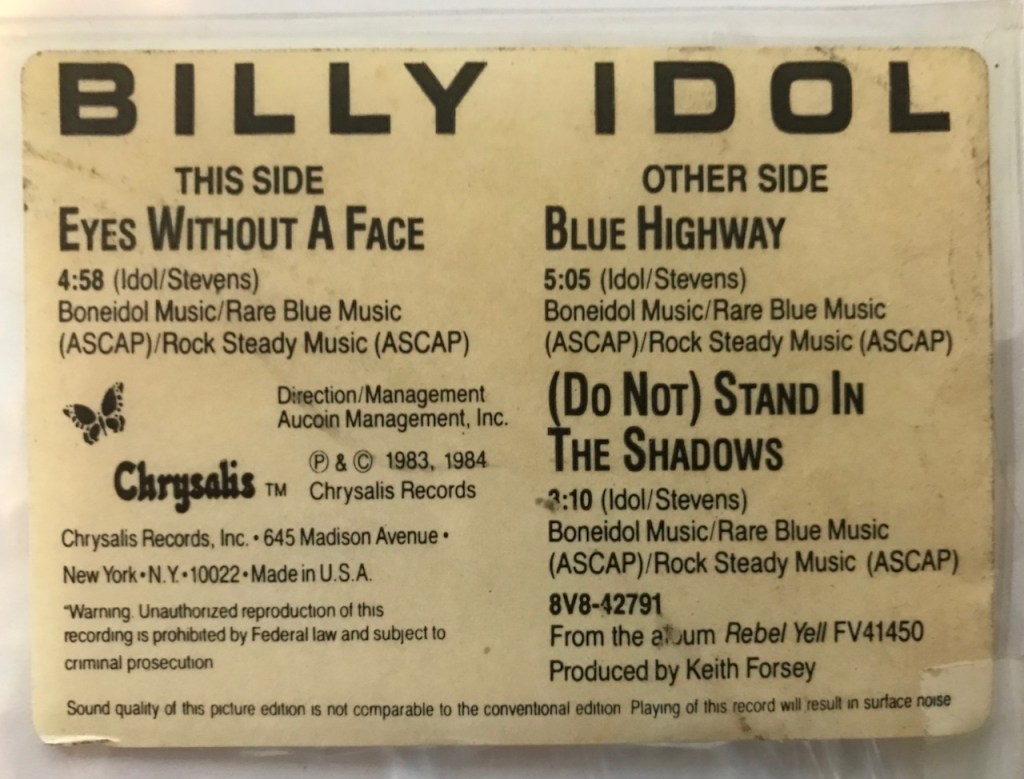 BILLY IDOL
THIS SIDE
EYES WITHOUT A FACE
4:58 (Idol/Stevens)
Boneidol Music/Rare Blue Music
(ASCAP)/Rock Steady Music (ASCAP)
Direction/Management
Aucoin Management, Inc.
Chrysalis TM
℗ & © 1983, 1984
Chrysalis Records
Chrysalis Records, Inc. • 645 Madison Avenue •
New York • N.Y. • 10022 • Made in U.S.A.
"Warning. Unauthorized reproduction of this
recording is prohibited by Federal law and subject to
criminal prosecution
OTHER SIDE
BLUE HIGHWAY
5:05 (Idol/Stevens)
Boneidol Music/Rare Blue Music
(ASCAP)/Rock Steady Music (ASCAP)
(DO NOT) STAND IN
THE SHADOWS
3:10 (Idol/Stevens)
Boneidol Music/Rare Blue Music
(ASCAP)/Rock Steady Music (ASCAP)
8V8-42791
From the album Rebel Yell FV41450
Produced by Keith Forsey
Sound quality of this picture edition is not comparable to the conventional edition Playing of this record will result in surface noise